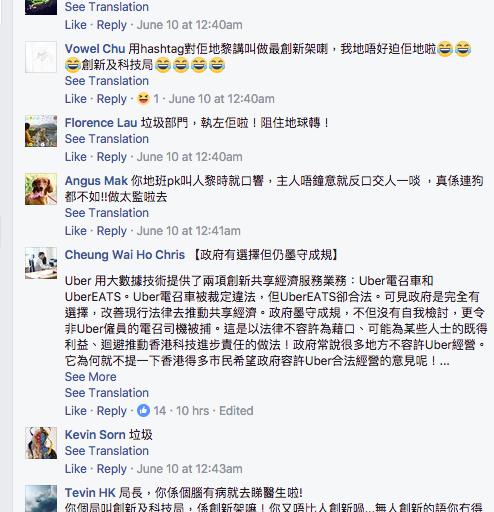 See Translation
Like · Reply · June 10 at 12:40am
Vowel Chu 用hashtag對佢地黎講叫做最創新架喇，我地唔好迫佢地啦😂😂
😂創新及科技局😂😂😂😂
See Translation
Like · Reply · 😆 1 · June 10 at 12:40am
Florence Lau 垃圾部門，執左佢啦！阻住地球轉！
See Translation
Like · Reply · June 10 at 12:40am
Angus Mak 你地班pk叫人黎時就口響，主人唔鐘意就反口交人一啖 ，真係連狗
都不如!!做太監啦去
See Translation
Like · Reply · June 10 at 12:41am
Cheung Wai Ho Chris 【政府有選擇但仍墨守成規】
Uber 用大數據技術提供了兩項創新共享經濟服務業務：Uber電召車和
UberEATS。Uber電召車被裁定違法，但UberEATS卻合法。可見政府是完全有
選擇，改善現行法律去推動共享經濟。政府墨守成規，不但沒有自我檢討，更令
非Uber僱員的電召司機被捕。這是以法律不容許為藉口、可能為某些人士的既得
利益、迴避推動香港科技進步責任的做法！政府常說很多地方不容許Uber經營。
它為何就不提一下香港得多市民希望政府容許Uber合法經營的意見呢！...
See More
See Translation
Like · Reply · 👍 14 · 10 hrs · Edited
Kevin Sorn 垃圾
See Translation
Like · Reply · June 10 at 12:43am
Tevin HK 局長，你係個腦有病就去睇醫生啦!
你個局叫創新及科技局，係創新架嘛！你又唔比人創新喎...無人創新的語你冇得